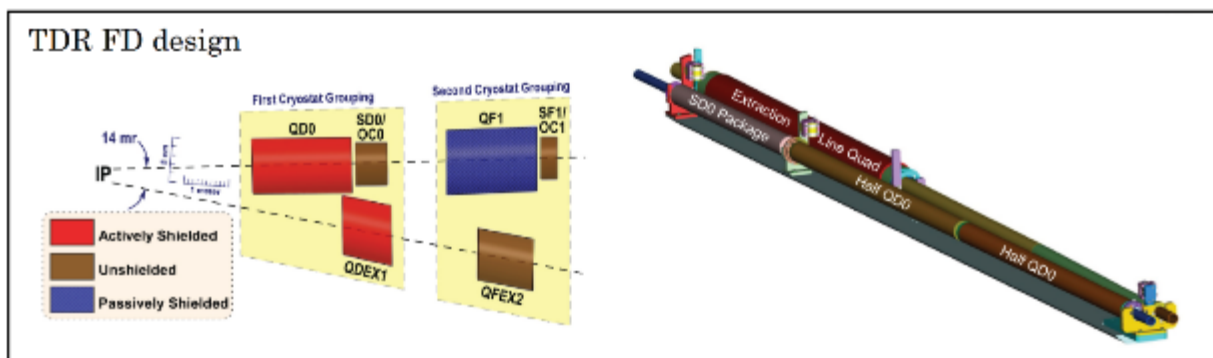 TDR FD design
First Cryostat Grouping
Second Cryostat Grouping
QD0
SD0/
OC0
QF1
SF1/
OC1
14 mr
IP
Actively Shielded
Unshielded
Passively Shielded
QDEX1
QFEX2
Extraction
Line Quad
SD0 Package
Half QD0
Half QD0